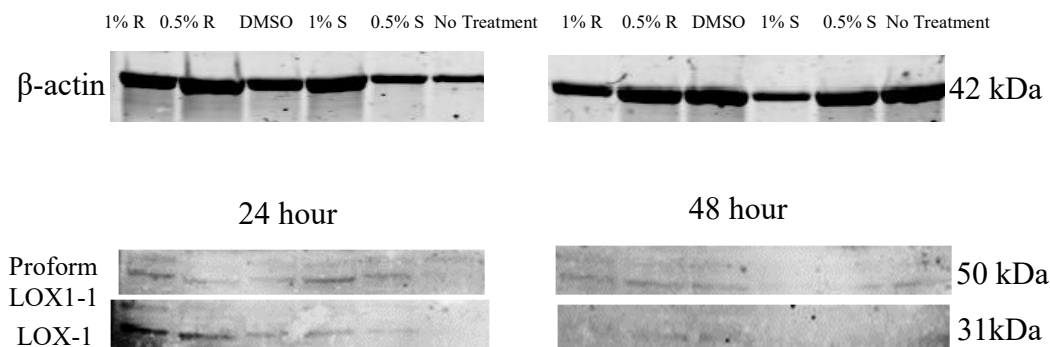 1% R 0.5% R DMSO 1% S 0.5% S No Treatment
1% R 0.5% R DMSO 1% S 0.5% S No Treatment
β-actin
42 kDa
24 hour
48 hour
Proform
LOX1-1
50 kDa
LOX-1
31kDa